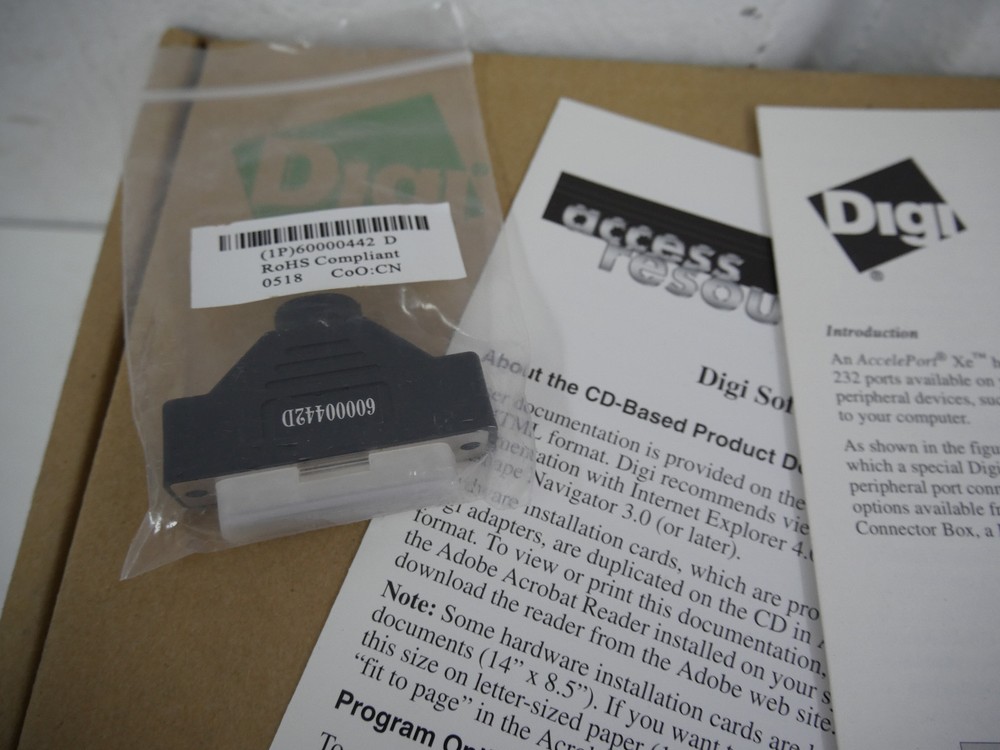 Digi
(1P)60000442 D
RoHS Compliant
0518 CoO:CN
60000442D
access
resou
Digi Sof
About the CD-Based Product D
documentation is provided on the
HTML format. Digi recommends vie
with Internet Explorer 4.0
Navigator 3.0 (or later).
installation cards, which are pro
adapters, are duplicated on the CD in A
format. To view or print this documentation,
the Adobe Acrobat Reader installed on your s
download the reader from the Adobe web site.
Note: Some hardware installation cards are l
documents (14” x 8.5”). If you want
this size on letter-sized paper
“fit to page” in the Acrob
Program Opt
To
Digi
®
Introduction
An AccelePort® Xe™ h
232 ports available on
peripheral devices, suc
to your computer.
As shown in the figu
which a special Digi
peripheral port conn
options available fr
Connector Box, a